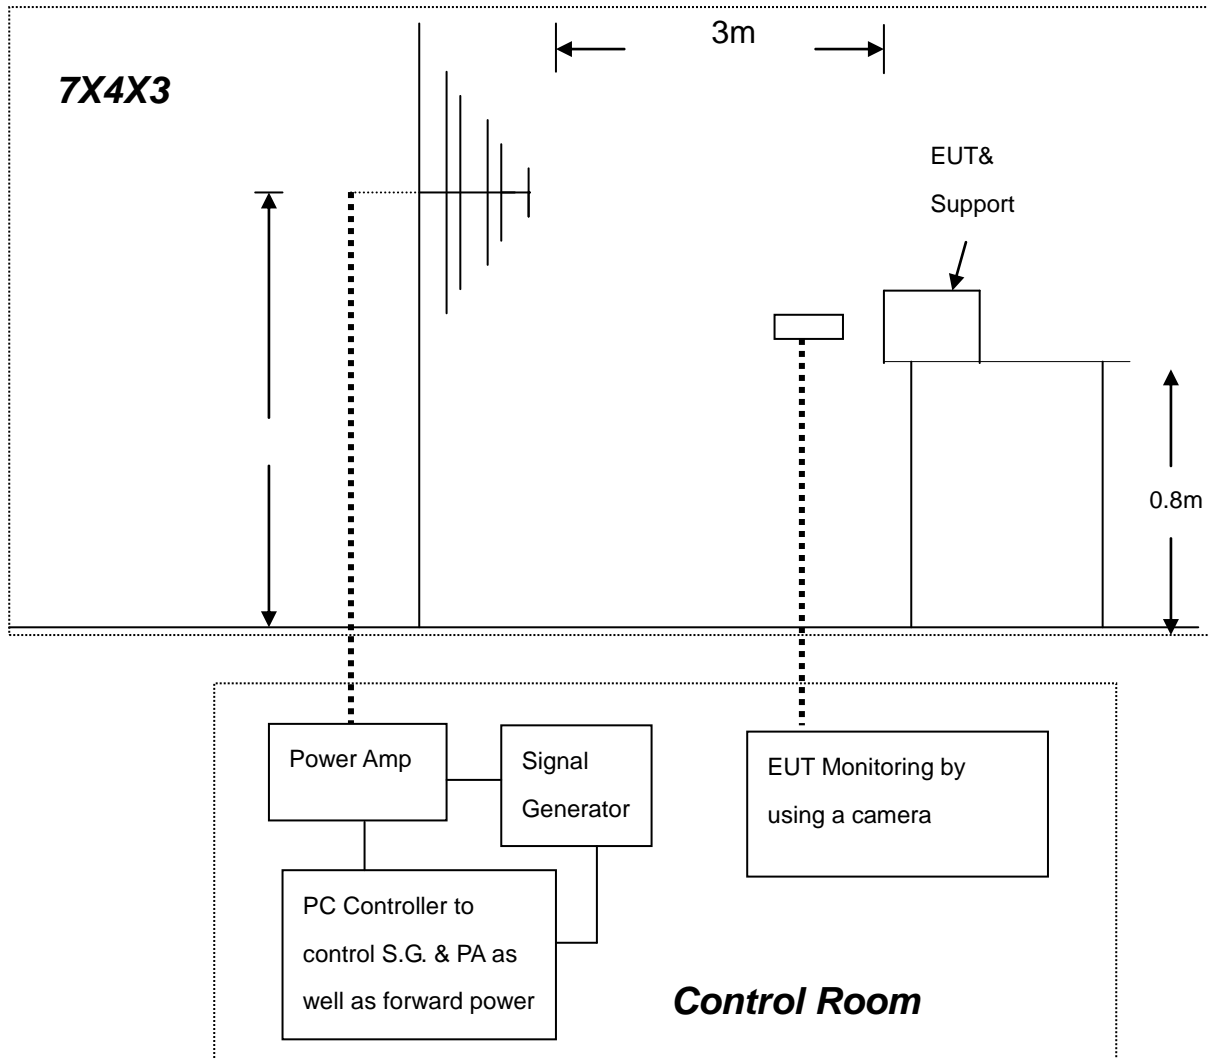 3m
7X4X3
EUT&
Support
0.8m
Power Amp
Signal
Generator
EUT Monitoring by
using a camera
PC Controller to
control S.G. & PA as
well as forward power
Control Room